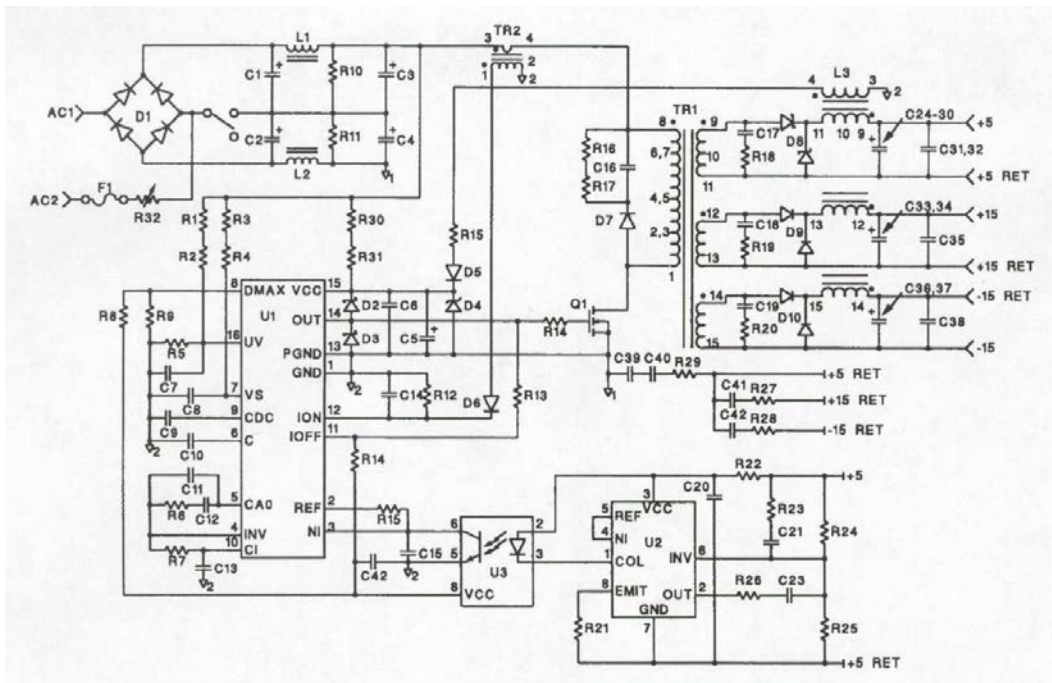 TR2
L1
3 4
L3
4 3
1 2
2
2
C1 R10 C3
TR1
AC1 D1
C2 R11 C4
L2
1
8 9
C24-30
+5
C17
D8
11 10 9
R18
C31,32
10
11
+5 RET
R16
C16
6,7
R17
4,5
D7
2,3
1
AC2 F1
R32
R1 R3 R30
R2 R4 R31
R15
D5
12
C18
13 12
C33,34
+15
R19
D9
C35
13
+15 RET
C36,37
-15
14
C19
D10
15 14
R20
C38
15
-15
R8 R9
8 DMAX VCC 15
U1
D2 C6 D4
OUT 14
Q1
R14
16 UV
R5
D3 C5
PGND 13
C7
GND 1
2
7 VS
C8
C14 R12 D6 R13
9 CDC ION 12
C9
6 C IOFF 11
C10
2
C39 C40 R29
1
+5 RET
C41 R27
+15 RET
C42 R28
-15 RET
R14
C11
5 CAO
R6 C12
REF 2
R15
4 INV NI 3
10 CI
R7 C13
2
C15
2
C42
6 2
5 3
U3
8 VCC
C20
R22
+5
R23
C21
R24
3
VCC
5 REF U2
4 NI
1 COL INV 6
8 EMIT OUT 2
R26 C23
GND
7
R21
R25
+5 RET